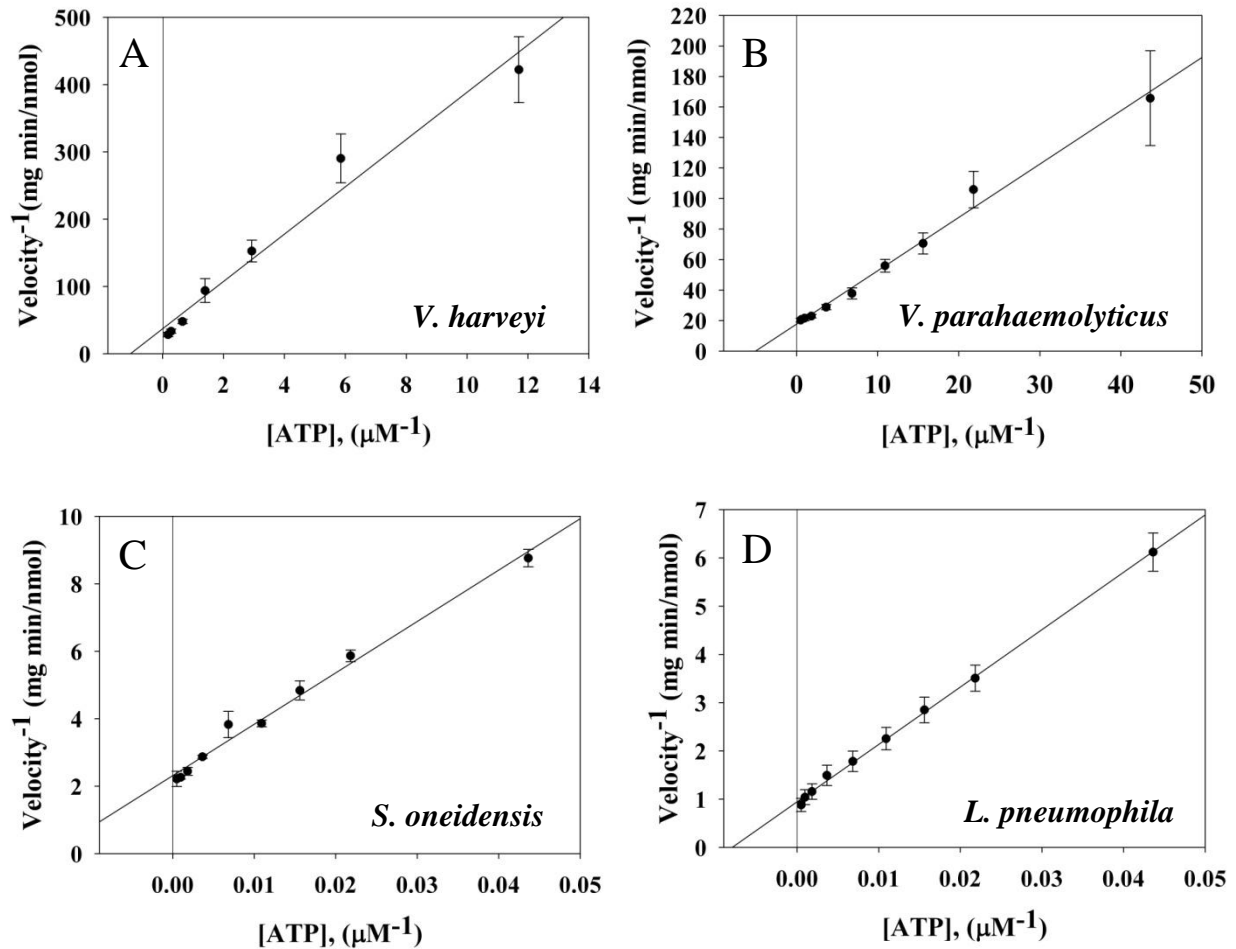 A
Velocity⁻¹(mg min/nmol)
500
400
300
200
100
0
V. harveyi
0 2 4 6 8 10 12 14
[ATP], (μM⁻¹)
B
Velocity⁻¹ (mg min/nmol)
220
200
180
160
140
120
100
80
60
40
20
0
V. parahaemolyticus
0 10 20 30 40 50
[ATP], (μM⁻¹)
C
Velocity⁻¹ (mg min/nmol)
10
8
6
4
2
0
S. oneidensis
0.00 0.01 0.02 0.03 0.04 0.05
[ATP], (μM⁻¹)
D
Velocity⁻¹ (mg min/nmol)
7
6
5
4
3
2
1
0
L. pneumophila
0.00 0.01 0.02 0.03 0.04 0.05
[ATP], (μM⁻¹)